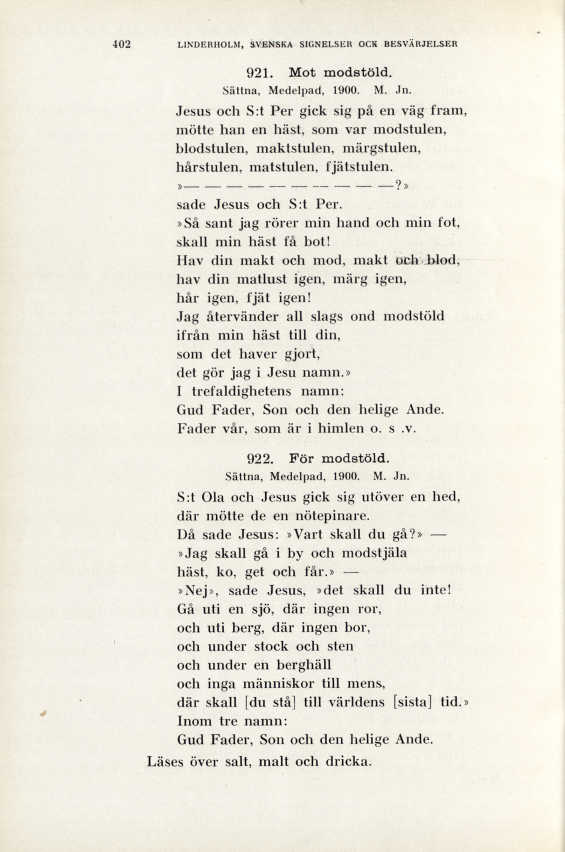 402 LINDERHOLM, SVENSKA SIGNELSER OCK BESVÄRJELSER
921. Mot modstöld.
Sättna, Medelpad, 1900. M. Jn.
Jesus och S:t Per gick sig på en väg fram,
mötte han en häst, som var modstulen,
blodstulen, maktstulen, märgstulen,
hårstulen, matstulen, fjätstulen.
»— — — — — — — — — —?»
sade Jesus och S:t Per.
»Så sant jag rörer min hand och min fot,
skall min häst få bot!
Hav din makt och mod, makt och blod,
hav din matlust igen, märg igen,
hår igen, fjät igen!
Jag återvänder all slags ond modstöld
ifrån min häst till din,
som det haver gjort,
det gör jag i Jesu namn.»
I trefaldighetens namn:
Gud Fader, Son och den helige Ande.
Fader vår, som är i himlen o. s .v.
922. För modstöld.
Sättna, Medelpad, 1900. M. Jn.
S:t Ola och Jesus gick sig utöver en hed,
där mötte de en nötepinare.
Då sade Jesus: »Vart skall du gå?» —
»Jag skall gå i by och modstjäla
häst, ko, get och får.» —
»Nej», sade Jesus, »det skall du inte!
Gå uti en sjö, där ingen ror,
och uti berg, där ingen bor,
och under stock och sten
och under en berghäll
och inga människor till mens,
där skall [du stå] till världens [sista] tid.»
Inom tre namn:
Gud Fader, Son och den helige Ande.
Läses över salt, malt och dricka.